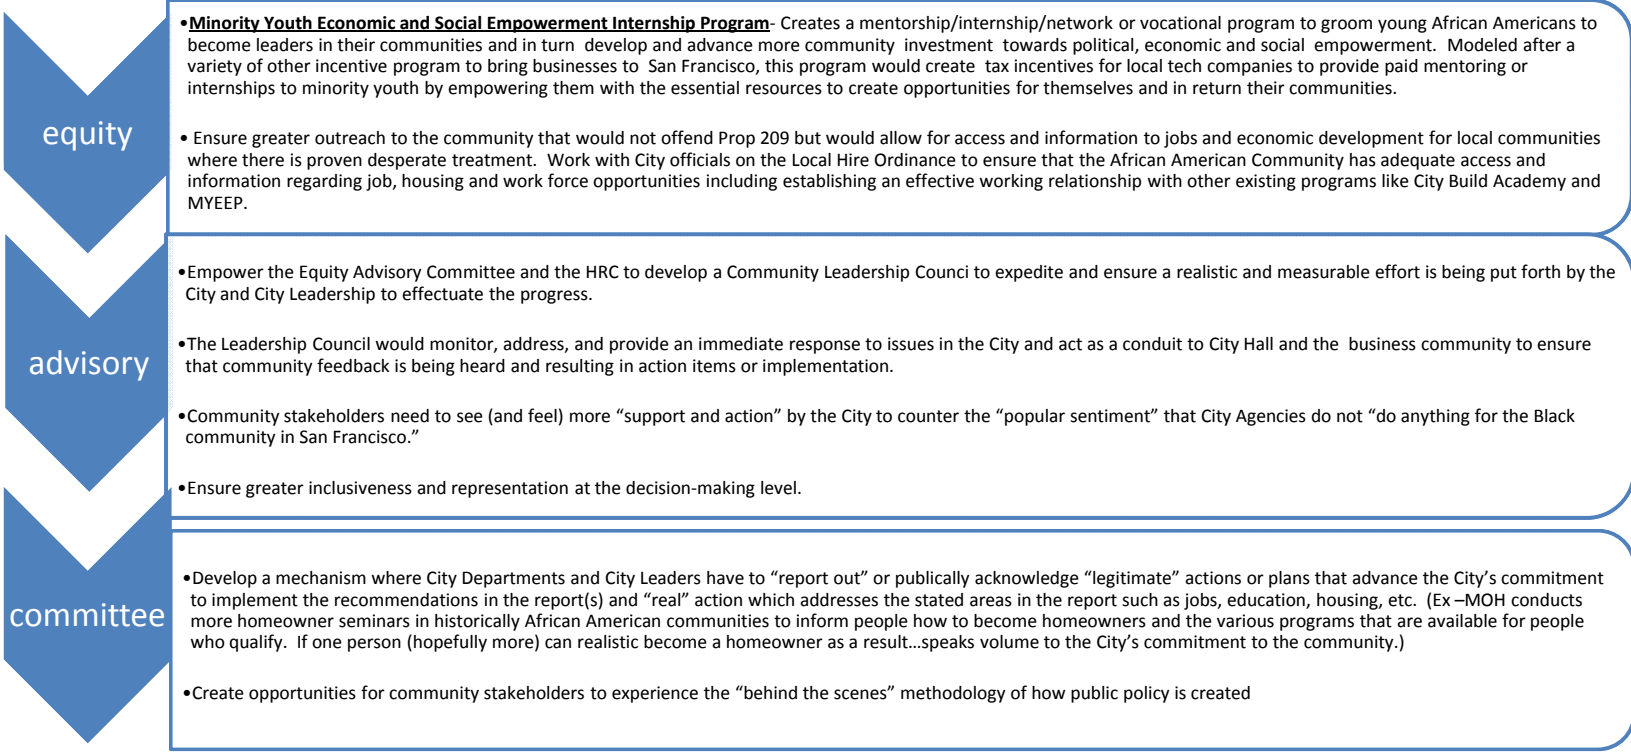 •Minority Youth Economic and Social Empowerment Internship Program- Creates a mentorship/internship/network or vocational program to groom young African Americans to
become leaders in their communities and in turn develop and advance more community investment towards political, economic and social empowerment. Modeled after a
variety of other incentive program to bring businesses to San Francisco, this program would create tax incentives for local tech companies to provide paid mentoring or
internships to minority youth by empowering them with the essential resources to create opportunities for themselves and in return their communities.
equity
• Ensure greater outreach to the community that would not offend Prop 209 but would allow for access and information to jobs and economic development for local communities
where there is proven desperate treatment. Work with City officials on the Local Hire Ordinance to ensure that the African American Community has adequate access and
information regarding job, housing and work force opportunities including establishing an effective working relationship with other existing programs like City Build Academy and
MYEEP.
•Empower the Equity Advisory Committee and the HRC to develop a Community Leadership Counci to expedite and ensure a realistic and measurable effort is being put forth by the
City and City Leadership to effectuate the progress.
advisory
•The Leadership Council would monitor, address, and provide an immediate response to issues in the City and act as a conduit to City Hall and the business community to ensure
that community feedback is being heard and resulting in action items or implementation.
•Community stakeholders need to see (and feel) more “support and action” by the City to counter the “popular sentiment” that City Agencies do not “do anything for the Black
community in San Francisco.”
•Ensure greater inclusiveness and representation at the decision-making level.
committee
•Develop a mechanism where City Departments and City Leaders have to “report out” or publically acknowledge “legitimate” actions or plans that advance the City’s commitment
to implement the recommendations in the report(s) and “real” action which addresses the stated areas in the report such as jobs, education, housing, etc. (Ex –MOH conducts
more homeowner seminars in historically African American communities to inform people how to become homeowners and the various programs that are available for people
who qualify. If one person (hopefully more) can realistic become a homeowner as a result…speaks volume to the City’s commitment to the community.)
•Create opportunities for community stakeholders to experience the “behind the scenes” methodology of how public policy is created